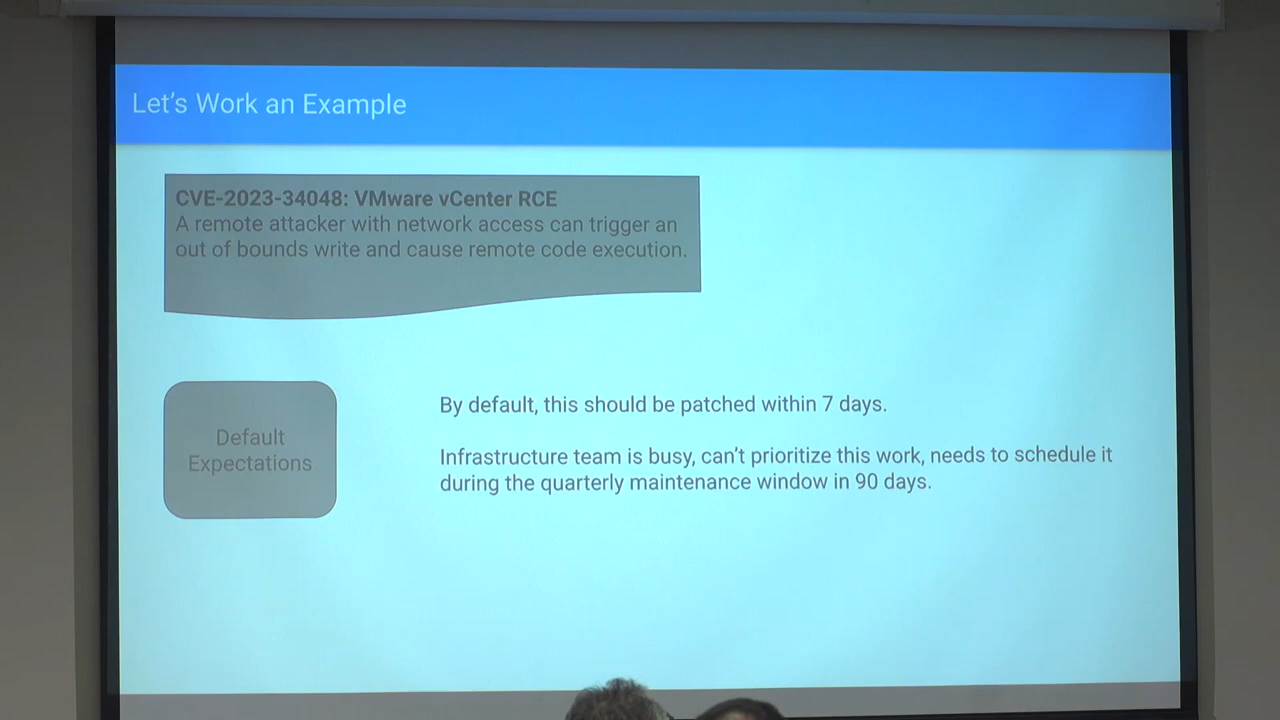 Let's Work an Example
CVE-2023-34048: VMware vCenter RCE
A remote attacker with network access can trigger an
out of bounds write and cause remote code execution.
Default
Expectations
By default, this should be patched within 7 days.
Infrastructure team is busy, can't prioritize this work, needs to schedule it
during the quarterly maintenance window in 90 days.